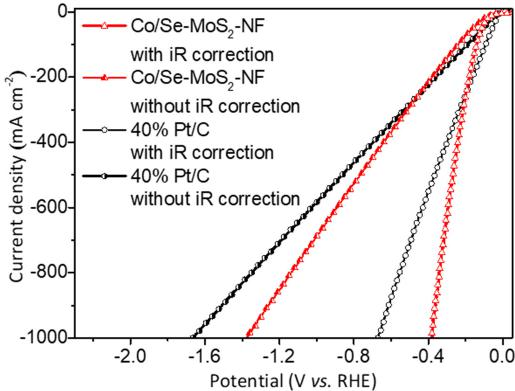 0
-200
-400
-600
-800
-1000
Current density (mA cm⁻²)
Co/Se-MoS₂-NF
with iR correction
Co/Se-MoS₂-NF
without iR correction
40% Pt/C
with iR correction
40% Pt/C
without iR correction
-2.0 -1.6 -1.2 -0.8 -0.4 0.0
Potential (V vs. RHE)